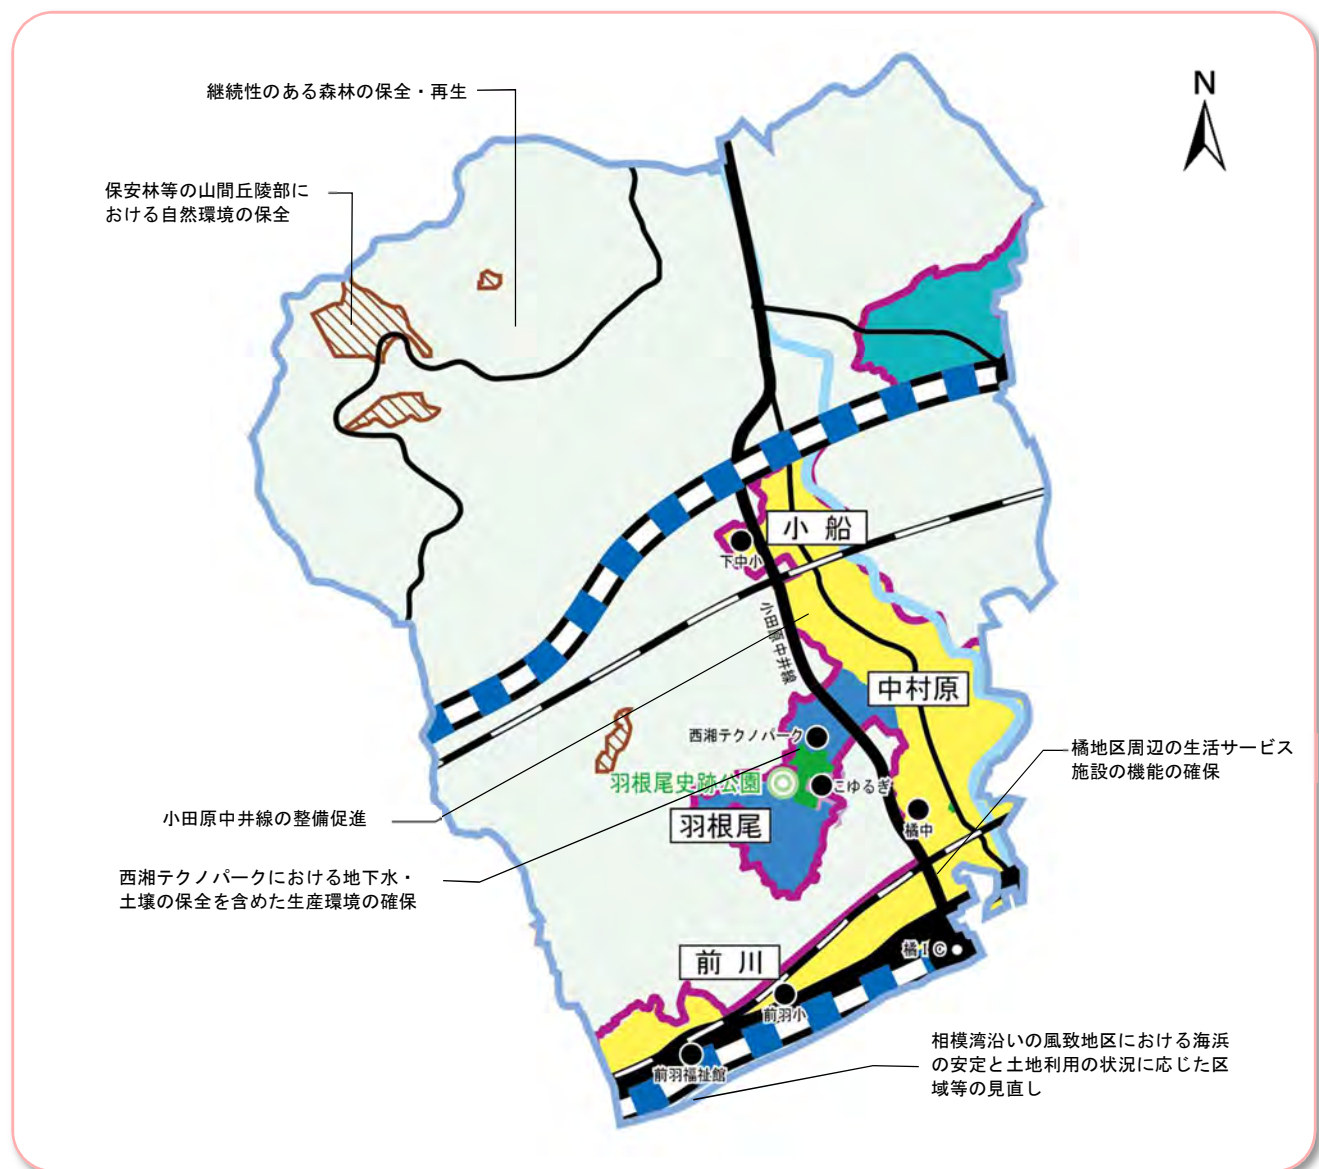 継続性のある森林の保全・再生
N
保安林等の山間丘陵部に
おける自然環境の保全
小船
下中小
小田原中井線
中村原
西湘テクノパーク
橘地区周辺の生活サービス
施設の機能の確保
羽根尾史跡公園
こゆるぎ
小田原中井線の整備促進
羽根尾
橘中
西湘テクノパークにおける地下水・
土壌の保全を含めた生産環境の確保
前川
橘IC
前羽小
相模湾沿いの風致地区における海浜
の安定と土地利用の状況に応じた区
域等の見直し
前羽福祉館